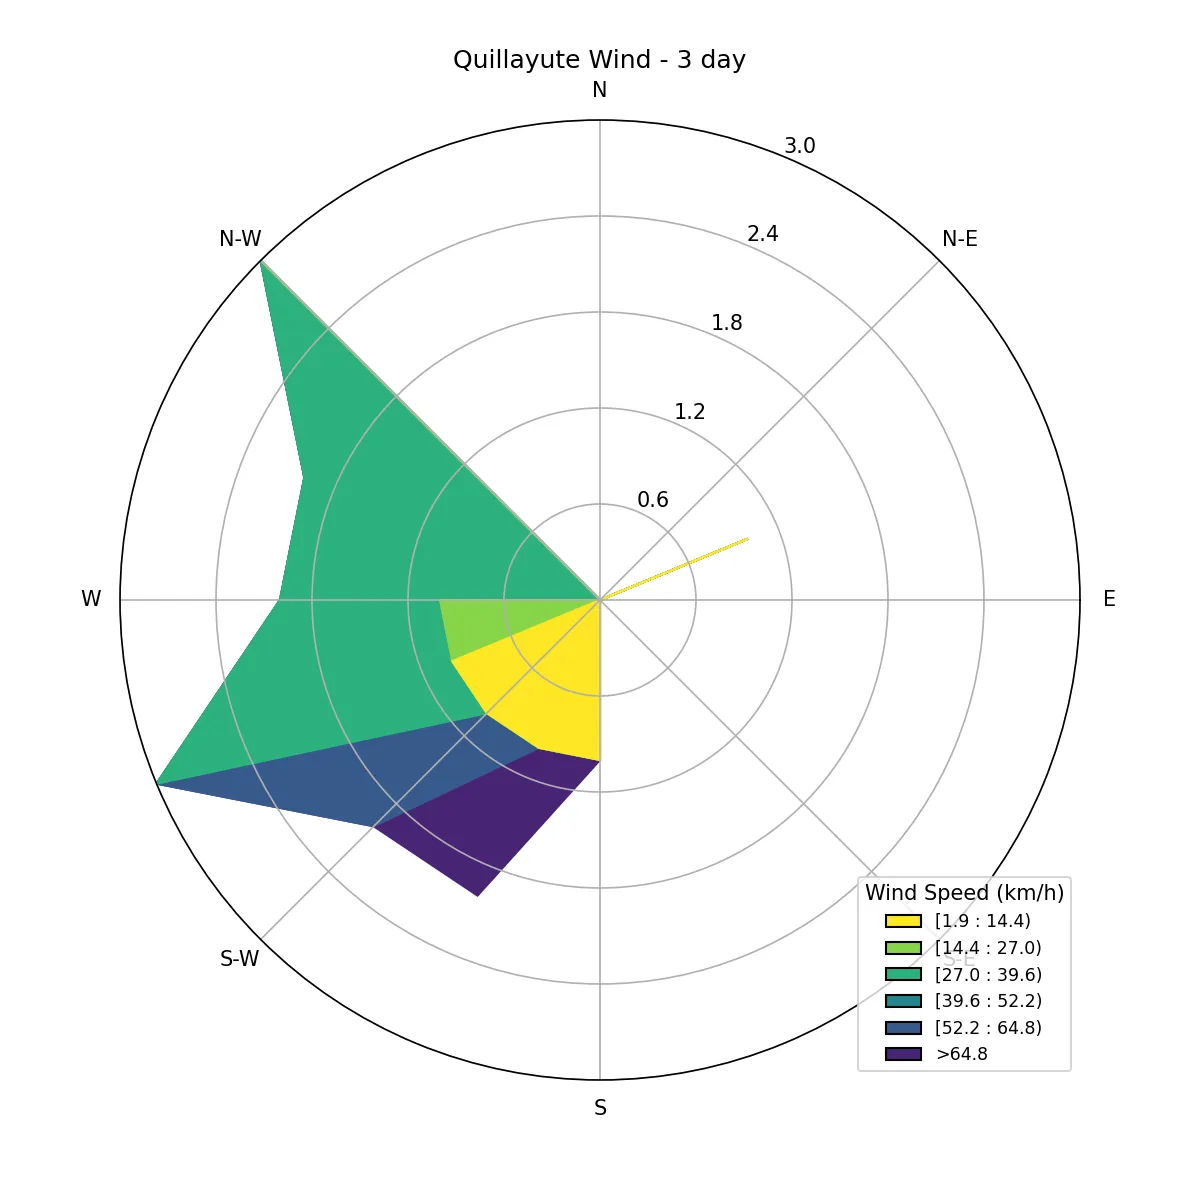 Quillayute Wind - 3 day
N
3.0
N-W
2.4
N-E
1.8
1.2
0.6
W
E
Wind Speed (km/h)
[1.9 : 14.4)
[14.4 : 27.0)
S-W
S-E
[27.0 : 39.6)
[39.6 : 52.2)
[52.2 : 64.8)
>64.8
S